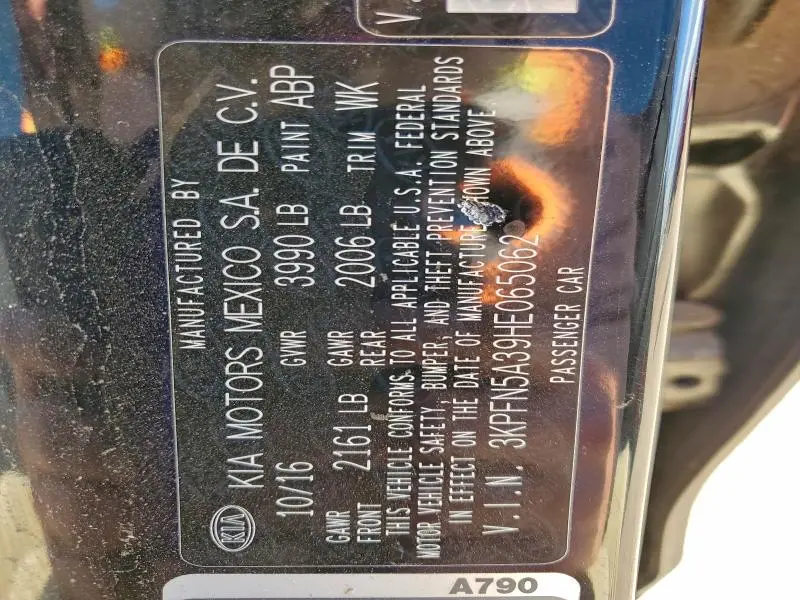 MANUFACTURED BY
KIA KIA MOTORS MEXICO S.A. DE C.V.
10/16 GVWR 3990 LB PAINT ABP
GAWR FRONT 2161 LB GAWR REAR 2006 LB TRIM WK
THIS VEHICLE CONFORMS TO ALL APPLICABLE U.S.A. FEDERAL
MOTOR VEHICLE SAFETY, BUMPER, AND THEFT PREVENTION STANDARDS
IN EFFECT ON THE DATE OF MANUFACTURE ABOVE.
V.I.N. 3KPFN5A39HE065062
PASSENGER CAR
A790
V.